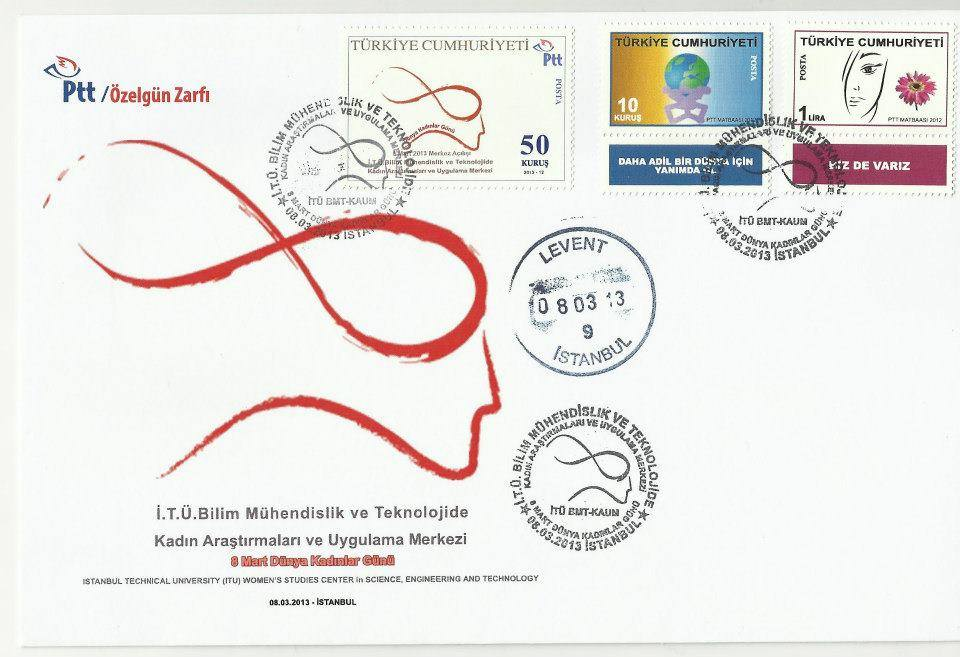 Ptt /Özelgün Zarfı
TÜRKİYE CUMHURİYETİ
Ptt
POSTA
8 Mart Dünya Kadınlar Günü
8 Mart 2013 Merkez Açılışı
İ.T.Ü.Bilim Mühendislik ve Teknolojide
Kadın Araştırmaları ve Uygulama Merkezi
50
KURUŞ
2013 - 12
TÜRKİYE CUMHURİYETİ
POSTA
10
KURUŞ
PTT MATBAASI 2012
DAHA ADİL BİR DÜNYA İÇİN
YANIMDA
TÜRKİYE CUMHURİYETİ
POSTA
1 LİRA
PTT MATBAASI 2012
DE VARIZ
★ İ.T.Ü. BİLİM MÜHENDİSLİK VE TEKNOLOJİDE ★
KADIN ARAŞTIRMALARI VE UYGULAMA MERKEZİ
İTÜ BMT-KAUM
8 MART DÜNYA KADINLAR GÜNÜ
08.03.2013 İSTANBUL
★ İ.T.Ü. BİLİM MÜHENDİSLİK VE TEKNOLOJİDE ★
KADIN ARAŞTIRMALARI VE UYGULAMA MERKEZİ
İTÜ BMT-KAUM
8 MART DÜNYA KADINLAR GÜNÜ
08.03.2013 İSTANBUL
LEVENT
08 03 13
9
İSTANBUL
★ İ.T.Ü. BİLİM MÜHENDİSLİK VE TEKNOLOJİDE ★
KADIN ARAŞTIRMALARI VE UYGULAMA MERKEZİ
İTÜ BMT-KAUM
8 MART DÜNYA KADINLAR GÜNÜ
08.03.2013 İSTANBUL
İ.T.Ü.Bilim Mühendislik ve Teknolojide
Kadın Araştırmaları ve Uygulama Merkezi
8 Mart Dünya Kadınlar Günü
ISTANBUL TECHNICAL UNIVERSITY (ITU) WOMEN'S STUDIES CENTER in SCIENCE, ENGINEERING AND TECHNOLOGY
08.03.2013 - İSTANBUL